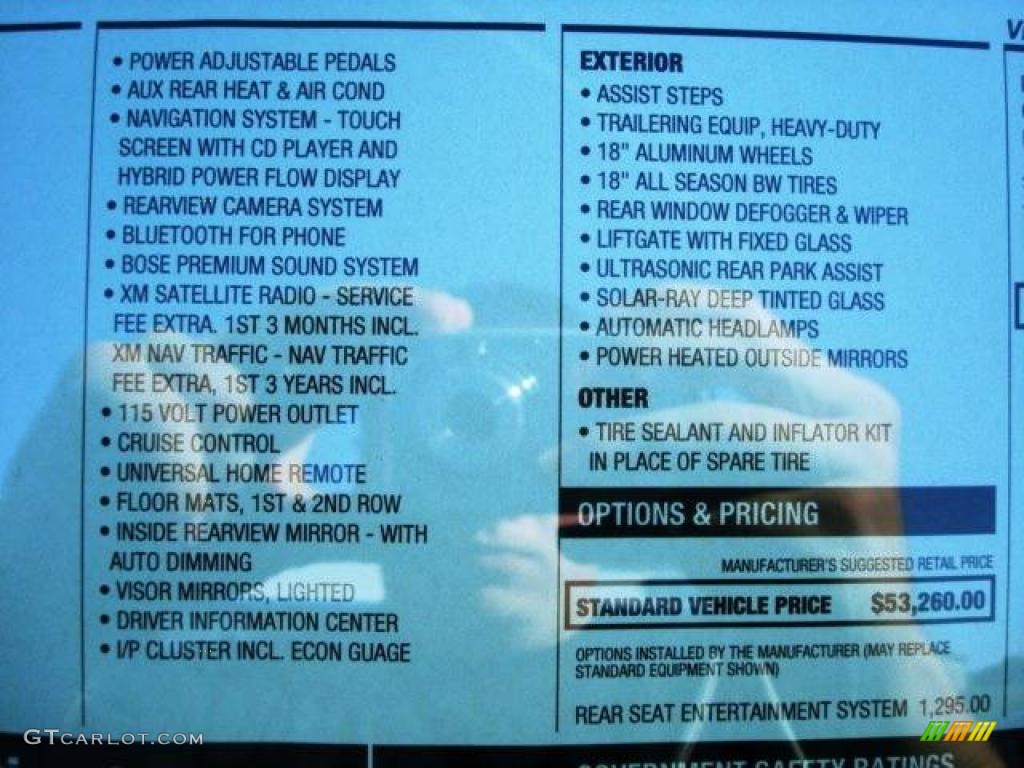 • POWER ADJUSTABLE PEDALS
• AUX REAR HEAT & AIR COND
• NAVIGATION SYSTEM - TOUCH
SCREEN WITH CD PLAYER AND
HYBRID POWER FLOW DISPLAY
• REARVIEW CAMERA SYSTEM
• BLUETOOTH FOR PHONE
• BOSE PREMIUM SOUND SYSTEM
• XM SATELLITE RADIO - SERVICE
FEE EXTRA. 1ST 3 MONTHS INCL.
XM NAV TRAFFIC - NAV TRAFFIC
FEE EXTRA, 1ST 3 YEARS INCL.
• 115 VOLT POWER OUTLET
• CRUISE CONTROL
• UNIVERSAL HOME REMOTE
• FLOOR MATS, 1ST & 2ND ROW
• INSIDE REARVIEW MIRROR - WITH
AUTO DIMMING
• VISOR MIRRORS, LIGHTED
• DRIVER INFORMATION CENTER
• I/P CLUSTER INCL. ECON GUAGE
EXTERIOR
• ASSIST STEPS
• TRAILERING EQUIP, HEAVY-DUTY
• 18" ALUMINUM WHEELS
• 18" ALL SEASON BW TIRES
• REAR WINDOW DEFOGGER & WIPER
• LIFTGATE WITH FIXED GLASS
• ULTRASONIC REAR PARK ASSIST
• SOLAR-RAY DEEP TINTED GLASS
• AUTOMATIC HEADLAMPS
• POWER HEATED OUTSIDE MIRRORS
OTHER
• TIRE SEALANT AND INFLATOR KIT
IN PLACE OF SPARE TIRE
OPTIONS & PRICING
MANUFACTURER'S SUGGESTED RETAIL PRICE
STANDARD VEHICLE PRICE $53,260.00
OPTIONS INSTALLED BY THE MANUFACTURER (MAY REPLACE
STANDARD EQUIPMENT SHOWN)
REAR SEAT ENTERTAINMENT SYSTEM 1,295.00
GOVERNMENT SAFETY RATINGS
GTCARLOT.COM